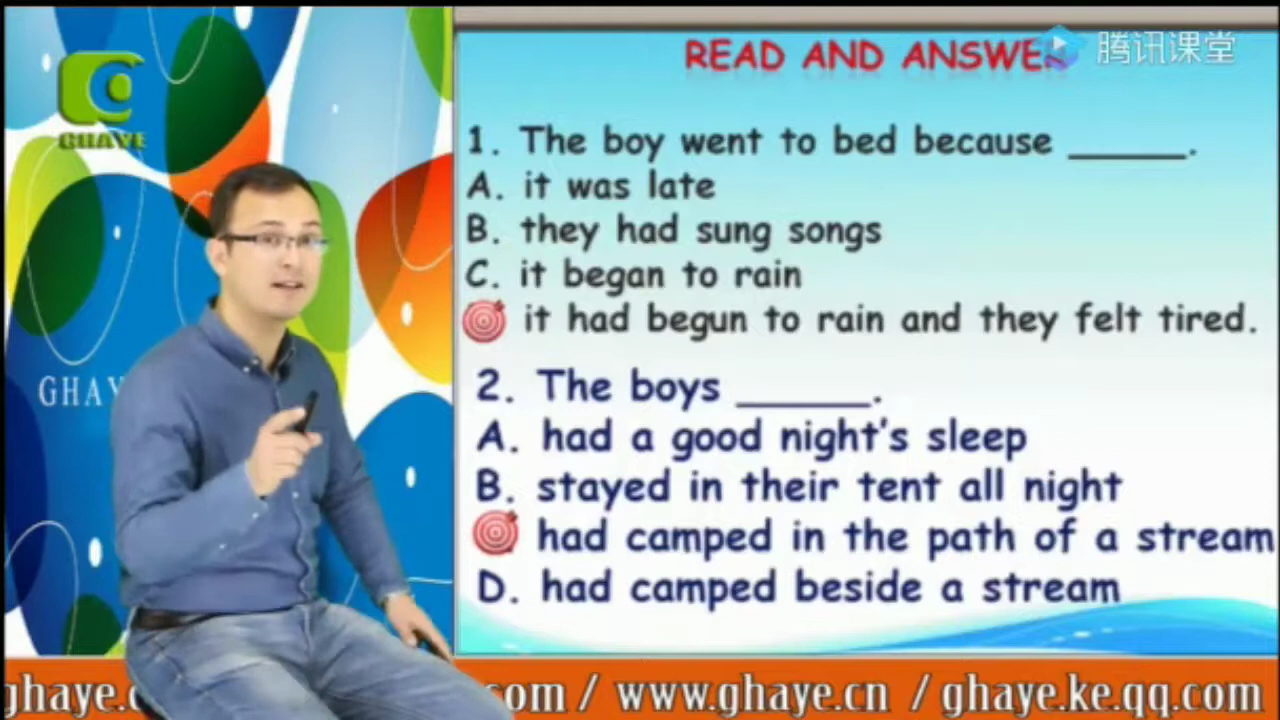 GHAYE
GHAY
READ AND ANSWER
腾讯课堂
1. The boy went to bed because _____.
A. it was late
B. they had sung songs
C. it began to rain
it had begun to rain and they felt tired.
2. The boys _____.
A. had a good night's sleep
B. stayed in their tent all night
had camped in the path of a stream
D. had camped beside a stream
ghaye.c com / www.ghaye.cn / ghaye.ke.qq.com